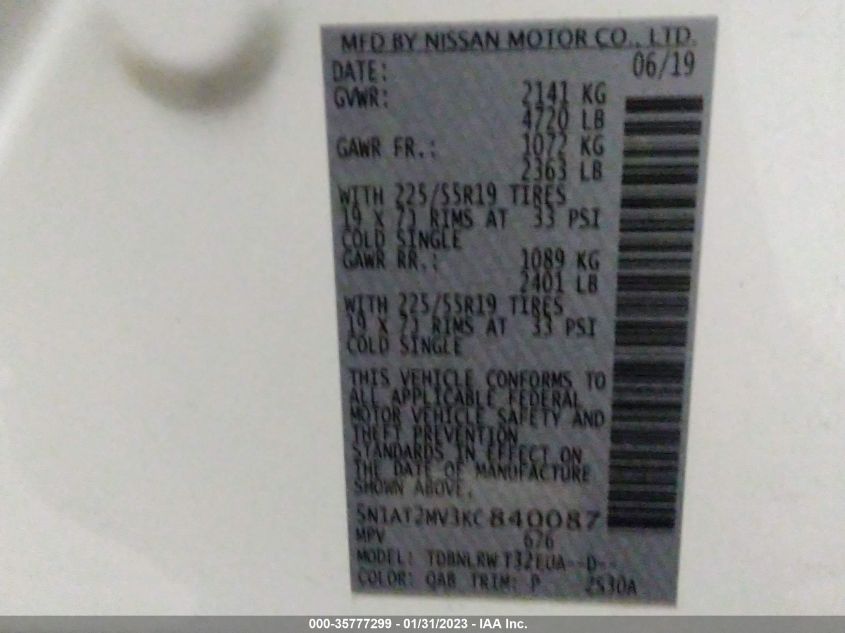 MFD BY NISSAN MOTOR CO., LTD.
DATE: 06/19
GVWR: 2141 KG
4720 LB
GAWR FR.: 1072 KG
2363 LB
WITH 225/55R19 TIRES
19 X 7J RIMS AT 33 PSI
COLD SINGLE
GAWR RR.: 1089 KG
2401 LB
WITH 225/55R19 TIRES
19 X 7J RIMS AT 33 PSI
COLD SINGLE
THIS VEHICLE CONFORMS TO
ALL APPLICABLE FEDERAL
MOTOR VEHICLE SAFETY AND
THEFT PREVENTION
STANDARDS IN EFFECT ON
THE DATE OF MANUFACTURE
SHOWN ABOVE.
5N1AT2MV3KC840087
MPV 676
MODEL: TDBNLRW T32EUA--D--
COLOR: QAB TRIM: P 2S30A
000-35777299 - 01/31/2023 - IAA Inc.